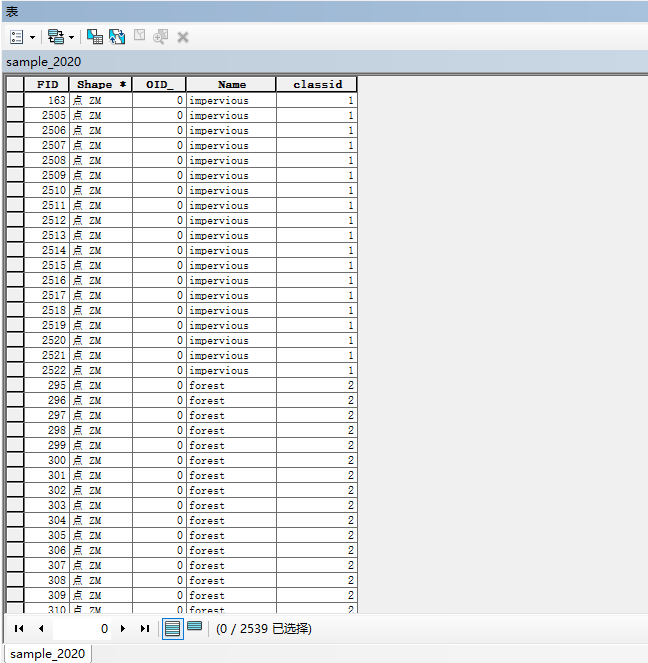 表
sample_2020
FID Shape * OID_ Name classid
163 点 ZM 0 impervious 1
2505 点 ZM 0 impervious 1
2506 点 ZM 0 impervious 1
2507 点 ZM 0 impervious 1
2508 点 ZM 0 impervious 1
2509 点 ZM 0 impervious 1
2510 点 ZM 0 impervious 1
2511 点 ZM 0 impervious 1
2512 点 ZM 0 impervious 1
2513 点 ZM 0 impervious 1
2514 点 ZM 0 impervious 1
2515 点 ZM 0 impervious 1
2516 点 ZM 0 impervious 1
2517 点 ZM 0 impervious 1
2518 点 ZM 0 impervious 1
2519 点 ZM 0 impervious 1
2520 点 ZM 0 impervious 1
2521 点 ZM 0 impervious 1
2522 点 ZM 0 impervious 1
295 点 ZM 0 forest 2
296 点 ZM 0 forest 2
297 点 ZM 0 forest 2
298 点 ZM 0 forest 2
299 点 ZM 0 forest 2
300 点 ZM 0 forest 2
301 点 ZM 0 forest 2
302 点 ZM 0 forest 2
303 点 ZM 0 forest 2
304 点 ZM 0 forest 2
305 点 ZM 0 forest 2
306 点 ZM 0 forest 2
307 点 ZM 0 forest 2
308 点 ZM 0 forest 2
309 点 ZM 0 forest 2
310 点 ZM 0 forest 2
0 (0 / 2539 已选择)
sample_2020